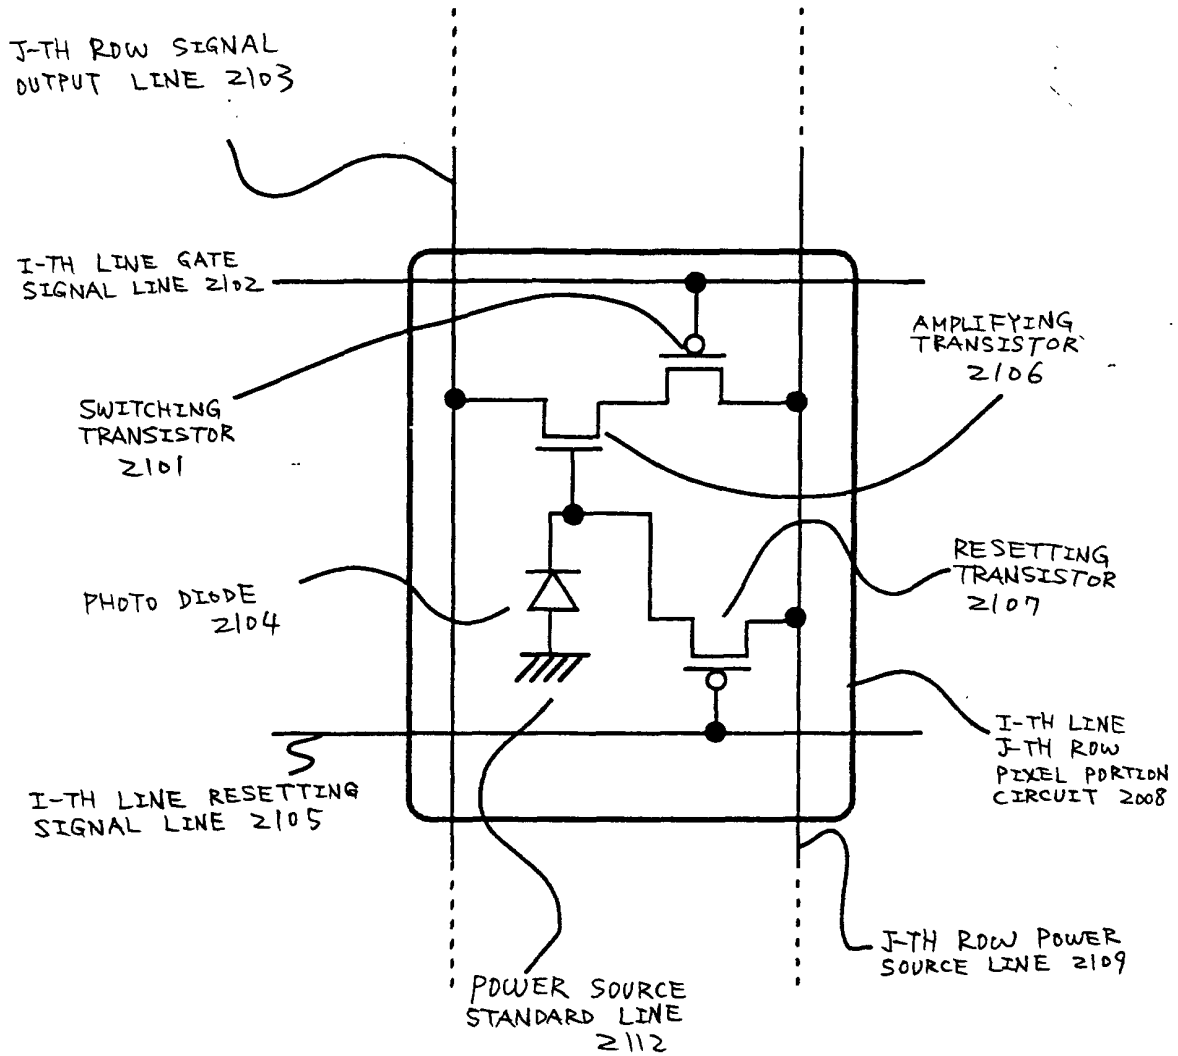 J-TH ROW SIGNAL
OUTPUT LINE 2103
I-TH LINE GATE
SIGNAL LINE 2102
AMPLIFYING
TRANSISTOR
2106
SWITCHING
TRANSISTOR
2101
RESETTING
TRANSISTOR
2107
PHOTO DIODE
2104
I-TH LINE
J-TH ROW
PIXEL PORTION
CIRCUIT 2008
I-TH LINE RESETTING
SIGNAL LINE 2105
J-TH ROW POWER
SOURCE LINE 2109
POWER SOURCE
STANDARD LINE
2112